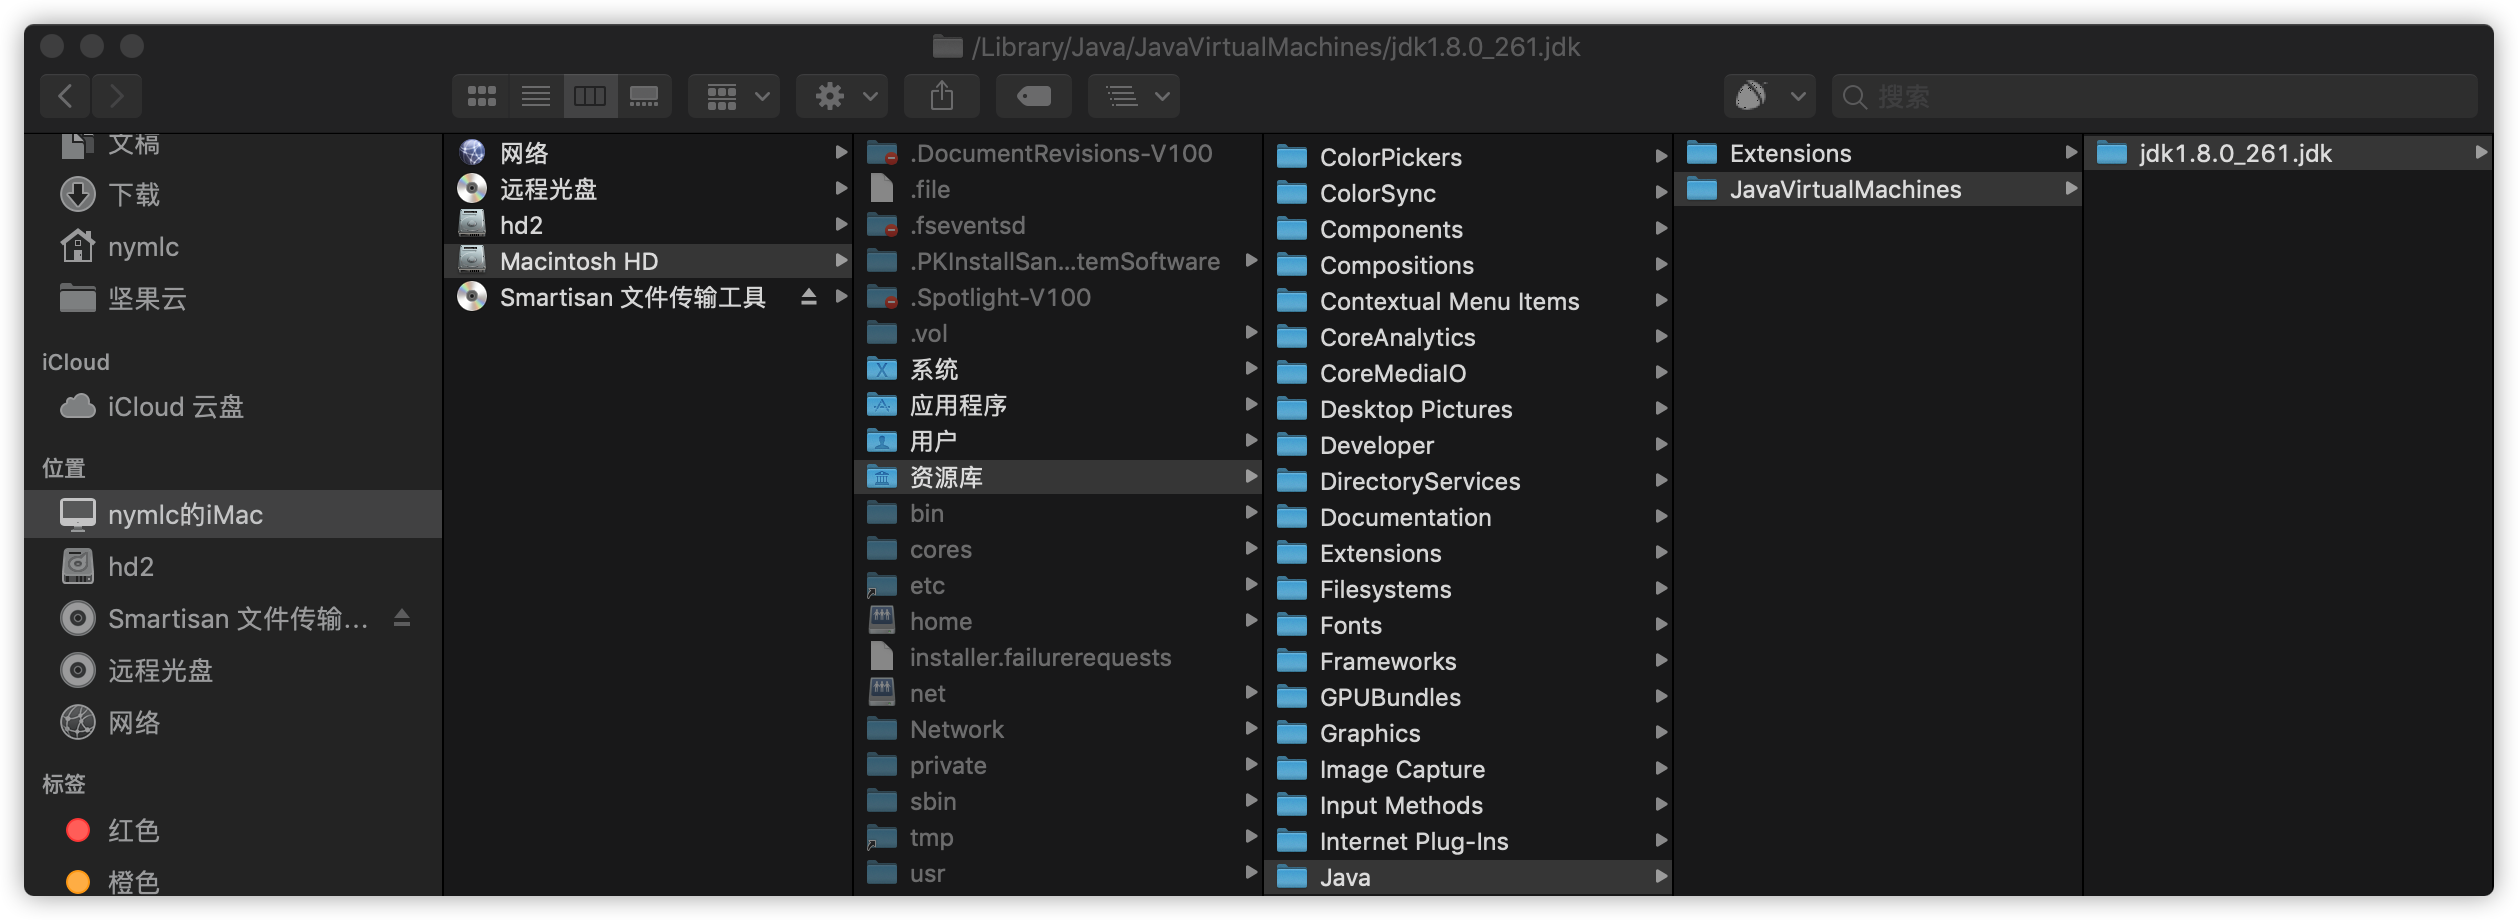 /Library/Java/JavaVirtualMachines/jdk1.8.0_261.jdk
搜索
文稿
下载
nymlc
坚果云
iCloud
iCloud 云盘
位置
nymlc的iMac
hd2
Smartisan 文件传输...
远程光盘
网络
标签
红色
橙色
网络
远程光盘
hd2
Macintosh HD
Smartisan 文件传输工具
.DocumentRevisions-V100
.file
.fseventsd
.PKInstallSan...temSoftware
.Spotlight-V100
.vol
系统
应用程序
用户
资源库
bin
cores
etc
home
installer.failurerequests
net
Network
private
sbin
tmp
usr
ColorPickers
ColorSync
Components
Compositions
Contextual Menu Items
CoreAnalytics
CoreMediaIO
Desktop Pictures
Developer
DirectoryServices
Documentation
Extensions
Filesystems
Fonts
Frameworks
GPUBundles
Graphics
Image Capture
Input Methods
Internet Plug-Ins
Java
Extensions
JavaVirtualMachines
jdk1.8.0_261.jdk